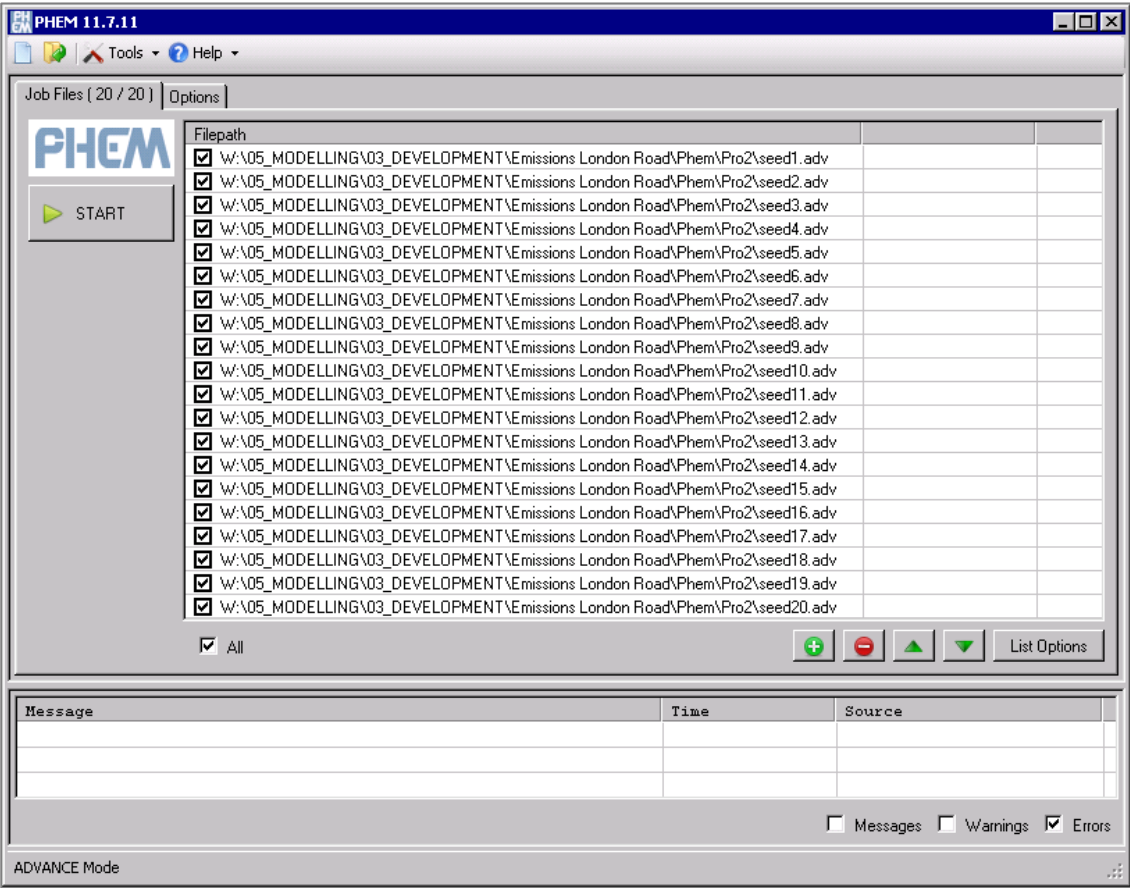 PHEM PHEM 11.7.11
Tools Help
Job Files ( 20 / 20 ) Options
PHEM
START
Filepath
W:\05_MODELLING\03_DEVELOPMENT\Emissions London Road\Phem\Pro2\seed1.adv
W:\05_MODELLING\03_DEVELOPMENT\Emissions London Road\Phem\Pro2\seed2.adv
W:\05_MODELLING\03_DEVELOPMENT\Emissions London Road\Phem\Pro2\seed3.adv
W:\05_MODELLING\03_DEVELOPMENT\Emissions London Road\Phem\Pro2\seed4.adv
W:\05_MODELLING\03_DEVELOPMENT\Emissions London Road\Phem\Pro2\seed5.adv
W:\05_MODELLING\03_DEVELOPMENT\Emissions London Road\Phem\Pro2\seed6.adv
W:\05_MODELLING\03_DEVELOPMENT\Emissions London Road\Phem\Pro2\seed7.adv
W:\05_MODELLING\03_DEVELOPMENT\Emissions London Road\Phem\Pro2\seed8.adv
W:\05_MODELLING\03_DEVELOPMENT\Emissions London Road\Phem\Pro2\seed9.adv
W:\05_MODELLING\03_DEVELOPMENT\Emissions London Road\Phem\Pro2\seed10.adv
W:\05_MODELLING\03_DEVELOPMENT\Emissions London Road\Phem\Pro2\seed11.adv
W:\05_MODELLING\03_DEVELOPMENT\Emissions London Road\Phem\Pro2\seed12.adv
W:\05_MODELLING\03_DEVELOPMENT\Emissions London Road\Phem\Pro2\seed13.adv
W:\05_MODELLING\03_DEVELOPMENT\Emissions London Road\Phem\Pro2\seed14.adv
W:\05_MODELLING\03_DEVELOPMENT\Emissions London Road\Phem\Pro2\seed15.adv
W:\05_MODELLING\03_DEVELOPMENT\Emissions London Road\Phem\Pro2\seed16.adv
W:\05_MODELLING\03_DEVELOPMENT\Emissions London Road\Phem\Pro2\seed17.adv
W:\05_MODELLING\03_DEVELOPMENT\Emissions London Road\Phem\Pro2\seed18.adv
W:\05_MODELLING\03_DEVELOPMENT\Emissions London Road\Phem\Pro2\seed19.adv
W:\05_MODELLING\03_DEVELOPMENT\Emissions London Road\Phem\Pro2\seed20.adv
All List Options
Message Time Source
Messages Warnings Errors
ADVANCE Mode